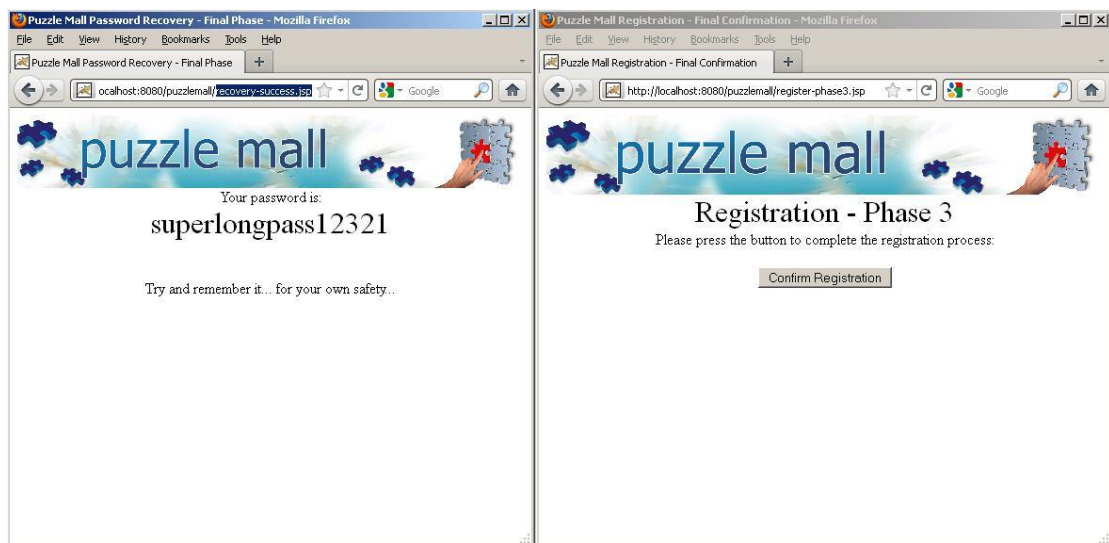 Puzzle Mall Password Recovery - Final Phase - Mozilla Firefox
File Edit View History Bookmarks Tools Help
Puzzle Mall Password Recovery - Final Phase
ocalhost:8080/puzzlemall/recovery-success.jsp
Google
puzzle mall
Your password is:
superlongpass12321
Try and remember it... for your own safety...
Puzzle Mall Registration - Final Confirmation - Mozilla Firefox
File Edit View History Bookmarks Tools Help
Puzzle Mall Registration - Final Confirmation
http://localhost:8080/puzzlemall/register-phase3.jsp
Google
puzzle mall
Registration - Phase 3
Please press the button to complete the registration process:
Confirm Registration